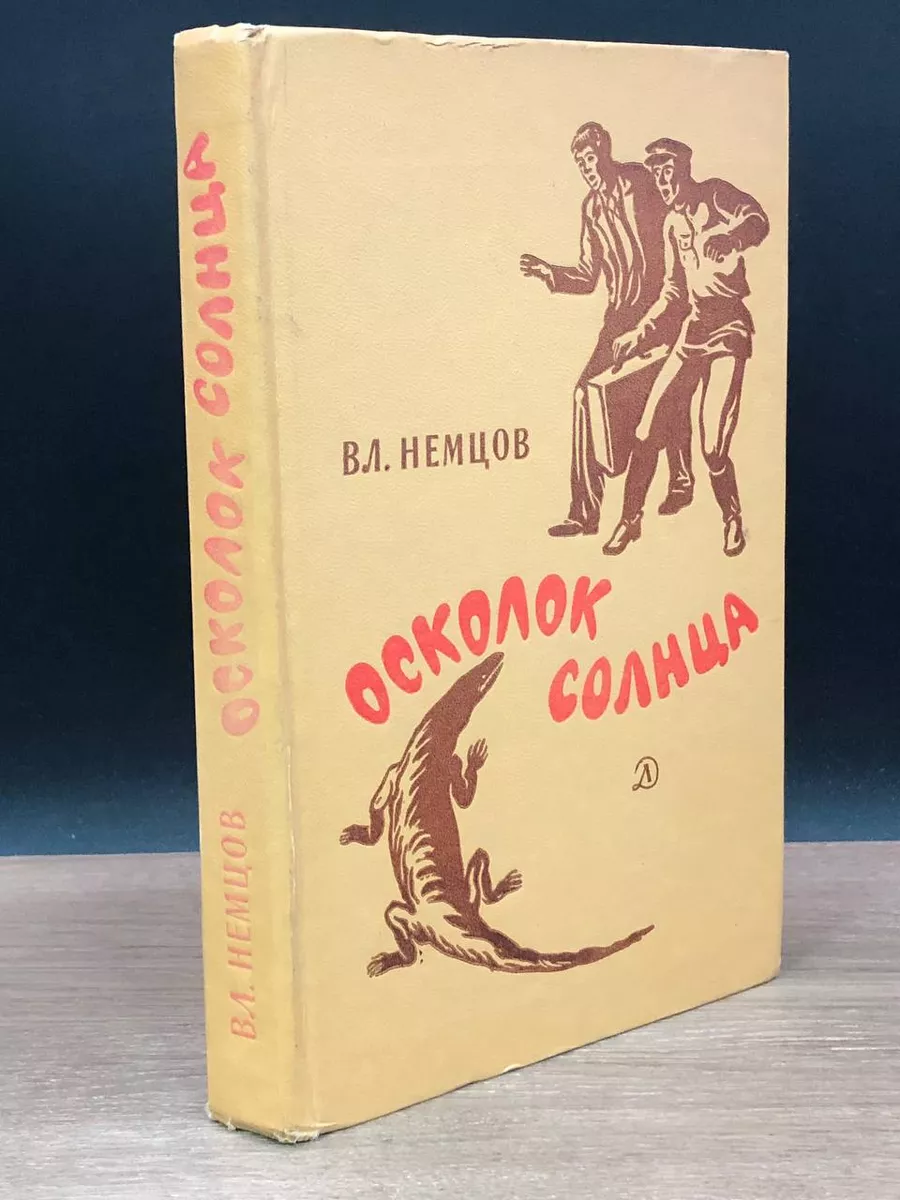 ВЛ. НЕМЦОВ
ОСКОЛОК
СОЛНЦА
Д
ВЛ. НЕМЦОВ ОСКОЛОК СОЛНЦА